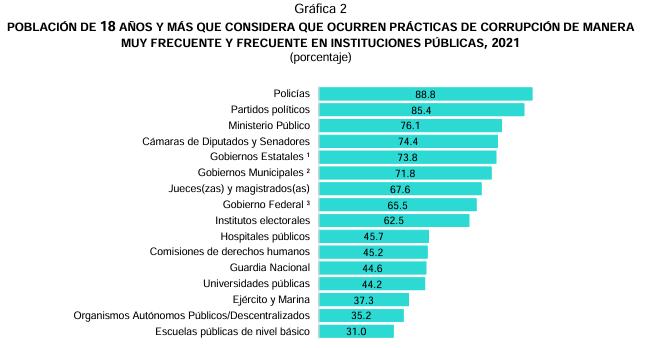 Gráfica 2
POBLACIÓN DE 18 AÑOS Y MÁS QUE CONSIDERA QUE OCURREN PRÁCTICAS DE CORRUPCIÓN DE MANERA
MUY FRECUENTE Y FRECUENTE EN INSTITUCIONES PÚBLICAS, 2021
(porcentaje)
Policías 88.8
Partidos políticos 85.4
Ministerio Público 76.1
Cámaras de Diputados y Senadores 74.4
Gobiernos Estatales ¹ 73.8
Gobiernos Municipales ² 71.8
Jueces(zas) y magistrados(as) 67.6
Gobierno Federal ³ 65.5
Institutos electorales 62.5
Hospitales públicos 45.7
Comisiones de derechos humanos 45.2
Guardia Nacional 44.6
Universidades públicas 44.2
Ejército y Marina 37.3
Organismos Autónomos Públicos/Descentralizados 35.2
Escuelas públicas de nivel básico 31.0